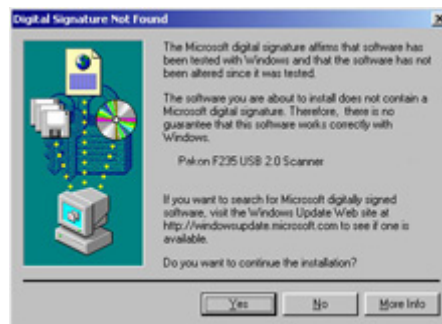 Digital Signature Not Found
The Microsoft digital signature affirms that software has
been tested with Windows and that the software has not
been altered since it was tested.
The software you are about to install does not contain a
Microsoft digital signature. Therefore, there is no
guarantee that this software works correctly with
Windows.
Pakon F235 USB 2.0 Scanner
If you want to search for Microsoft digitally signed
software, visit the Windows Update Web site at
http://windowsupdate.microsoft.com to see if one is
available.
Do you want to continue the installation?
Yes No More Info